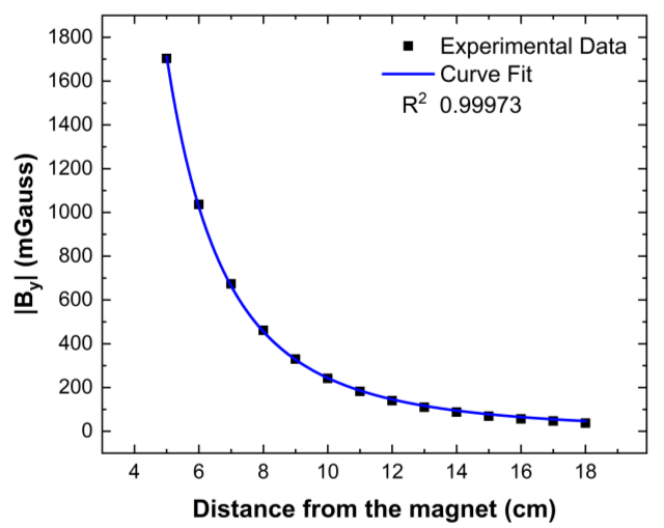 1800
1600
1400
1200
1000
800
600
400
200
0
|By| (mGauss)
Experimental Data
Curve Fit
R² 0.99973
4 6 8 10 12 14 16 18
Distance from the magnet (cm)